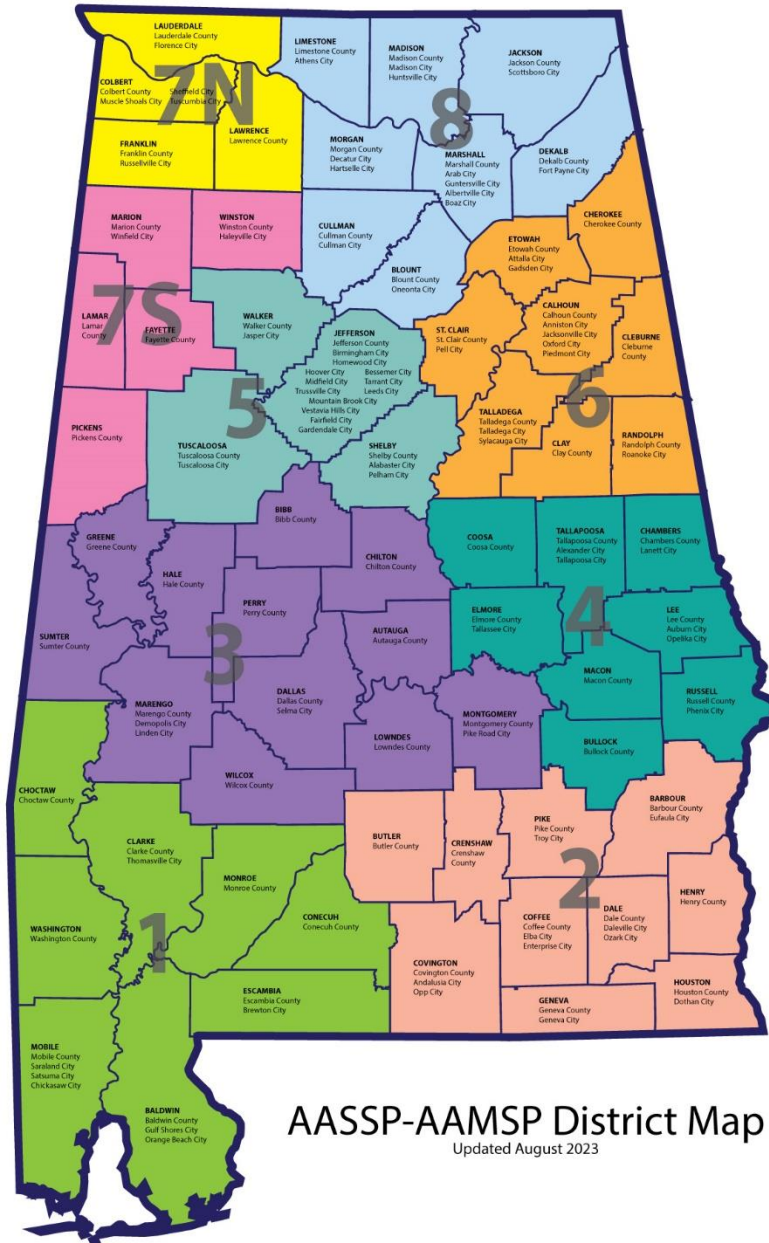 LAUDERDALE
Lauderdale County
Florence City
LIMESTONE
Limestone County
Athens City
MADISON
Madison County
Madison City
Huntsville City
JACKSON
Jackson County
Scottsboro City
COLBERT
Colbert County Sheffield City
Muscle Shoals City Tuscumbia City
7N
LAWRENCE
Lawrence County
FRANKLIN
Franklin County
Russellville City
MORGAN
Morgan County
Decatur City
Hartselle City
8
MARSHALL
Marshall County
Arab City
Guntersville City
Albertville City
Boaz City
DEKALB
Dekalb County
Fort Payne City
MARION
Marion County
Winfield City
WINSTON
Winston County
Haleyville City
CULLMAN
Cullman County
Cullman City
BLOUNT
Blount County
Oneonta City
ETOWAH
Etowah County
Attalla City
Gadsden City
CHEROKEE
Cherokee County
LAMAR
Lamar
County
7S
FAYETTE
Fayette County
WALKER
Walker County
Jasper City
JEFFERSON
Jefferson County
Birmingham City
Homewood City
Hoover City Bessemer City
Midfield City Tarrant City
Trussville City Leeds City
Mountain Brook City
Vestavia Hills City
Fairfield City
Gardendale City
ST. CLAIR
St. Clair County
Pell City
CALHOUN
Calhoun County
Anniston City
Jacksonville City
Oxford City
Piedmont City
CLEBURNE
Cleburne
County
5
6
PICKENS
Pickens County
TUSCALOOSA
Tuscaloosa County
Tuscaloosa City
SHELBY
Shelby County
Alabaster City
Pelham City
TALLADEGA
Talladega County
Talladega City
Sylacauga City
CLAY
Clay County
RANDOLPH
Randolph County
Roanoke City
GREENE
Greene County
HALE
Hale County
BIBB
Bibb County
CHILTON
Chilton County
COOSA
Coosa County
TALLAPOOSA
Tallapoosa County
Alexander City
Tallapoosa City
CHAMBERS
Chambers County
Lanett City
SUMTER
Sumter County
PERRY
Perry County
3
AUTAUGA
Autauga County
ELMORE
Elmore County
Tallassee City
4
LEE
Lee County
Auburn City
Opelika City
MACON
Macon County
RUSSELL
Russell County
Phenix City
MARENGO
Marengo County
Demopolis City
Linden City
DALLAS
Dallas County
Selma City
LOWNDES
Lowndes County
MONTGOMERY
Montgomery County
Pike Road City
BULLOCK
Bullock County
CHOCTAW
Choctaw County
WILCOX
Wilcox County
CLARKE
Clarke County
Thomasville City
MONROE
Monroe County
BUTLER
Butler County
CRENSHAW
Crenshaw
County
PIKE
Pike County
Troy City
BARBOUR
Barbour County
Eufaula City
2
WASHINGTON
Washington County
1
CONECUH
Conecuh County
COVINGTON
Covington County
Andalusia City
Opp City
COFFEE
Coffee County
Elba City
Enterprise City
DALE
Dale County
Daleville City
Ozark City
HENRY
Henry County
ESCAMBIA
Escambia County
Brewton City
GENEVA
Geneva County
Geneva City
HOUSTON
Houston County
Dothan City
MOBILE
Mobile County
Saraland City
Satsuma City
Chickasaw City
BALDWIN
Baldwin County
Gulf Shores City
Orange Beach City
AASSP-AAMSP District Map
Updated August 2023